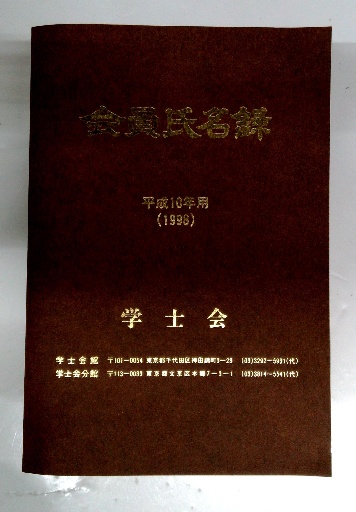 会員氏名録
平成10年用
(1998)
学士会
学士会館 〒101-0054 東京都千代田区神田錦町3-28 (03)3292-5931(代)
学士会分館 〒113-0033 東京都文京区本郷7-3-1 (03)3814-5541(代)